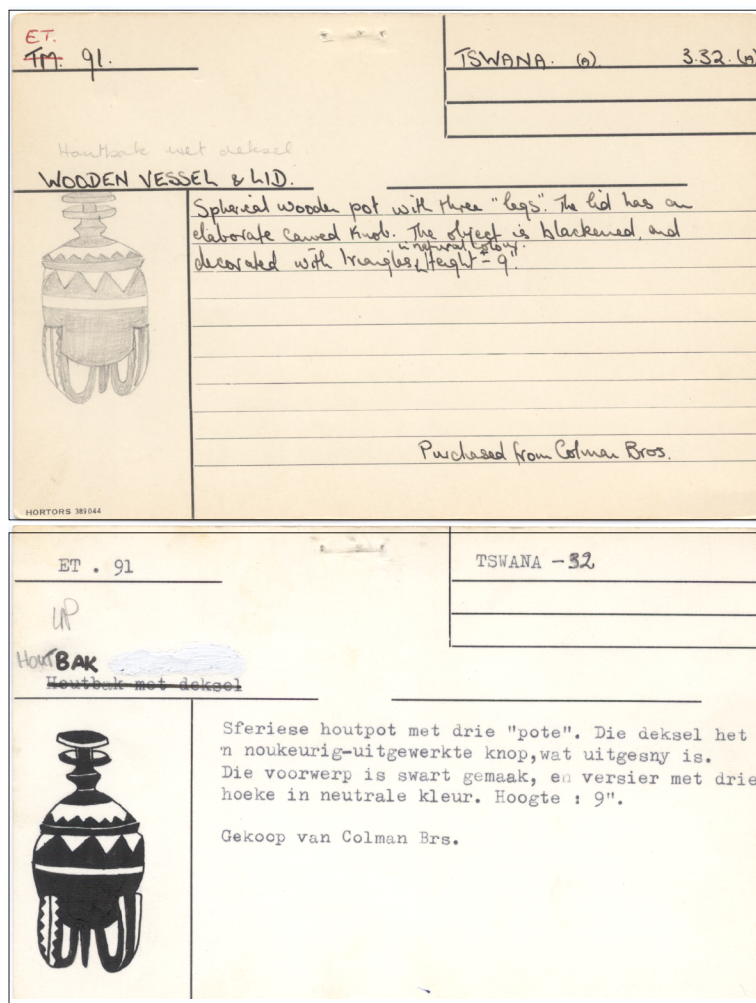 ET.
TM. 91.
TSWANA. (A) 3.32. (A)
Houtbak met deksel
WOODEN VESSEL & LID.
Spherical wooden pot with three "legs". The lid has an
elaborate carved knob. The object is blackened, and
in natural colour.
decorated with triangles, Height ± 9".
Purchased from Colman Bros.
HORTORS 389044
ET . 91
TSWANA -32
UP
HOUTBAK
Houtbak met deksel
Sferiese houtpot met drie "pote". Die deksel het
'n noukeurig-uitgewerkte knop,wat uitgesny is.
Die voorwerp is swart gemaak, en versier met drie
hoeke in neutrale kleur. Hoogte : 9".
Gekoop van Colman Brs.